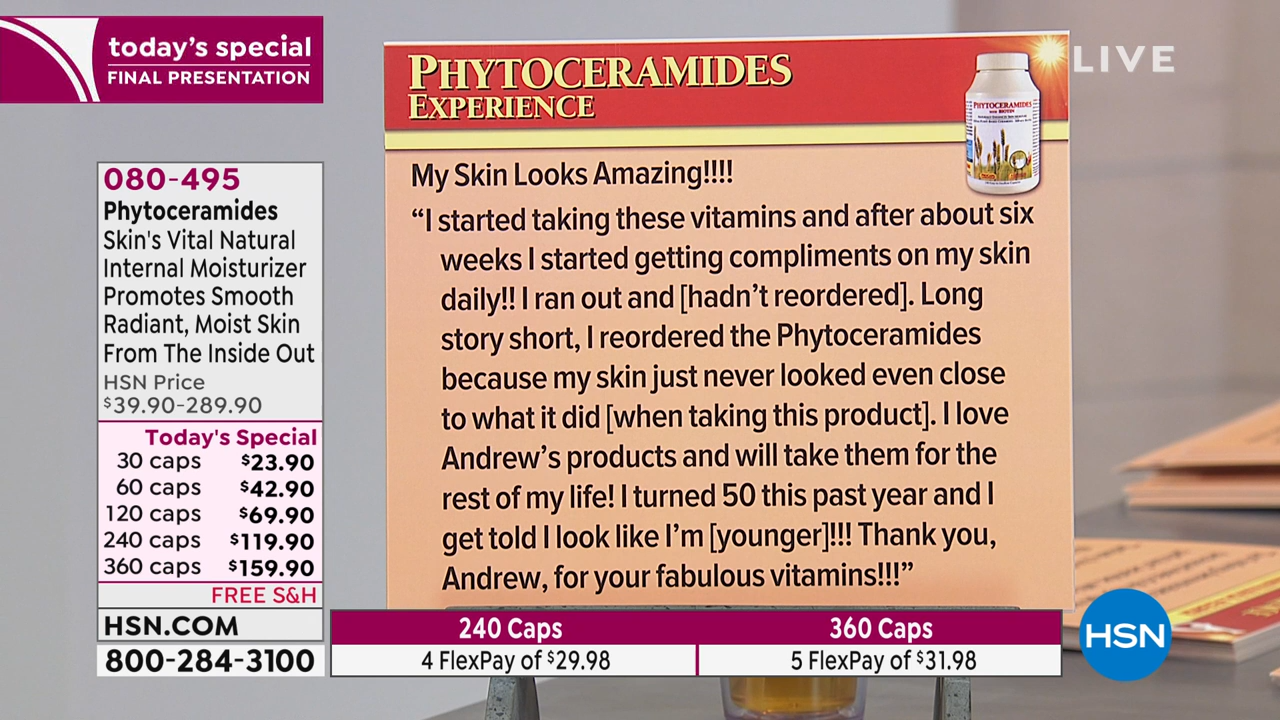 today's special
FINAL PRESENTATION
LIVE
080-495
Phytoceramides
Skin's Vital Natural
Internal Moisturizer
Promotes Smooth
Radiant, Moist Skin
From The Inside Out
HSN Price
$39.90-289.90
Today's Special
30 caps $23.90
60 caps $42.90
120 caps $69.90
240 caps $119.90
360 caps $159.90
FREE S&H
HSN.COM
800-284-3100
PHYTOCERAMIDES
EXPERIENCE
PHYTOCERAMIDES
WITH BIOTIN
My Skin Looks Amazing!!!!
“I started taking these vitamins and after about six
weeks I started getting compliments on my skin
daily!! I ran out and [hadn't reordered]. Long
story short, I reordered the Phytoceramides
because my skin just never looked even close
to what it did [when taking this product]. I love
Andrew's products and will take them for the
rest of my life! I turned 50 this past year and I
get told I look like I'm [younger]!!! Thank you,
Andrew, for your fabulous vitamins!!!”
240 Caps 360 Caps
4 FlexPay of $29.98 5 FlexPay of $31.98
HSN